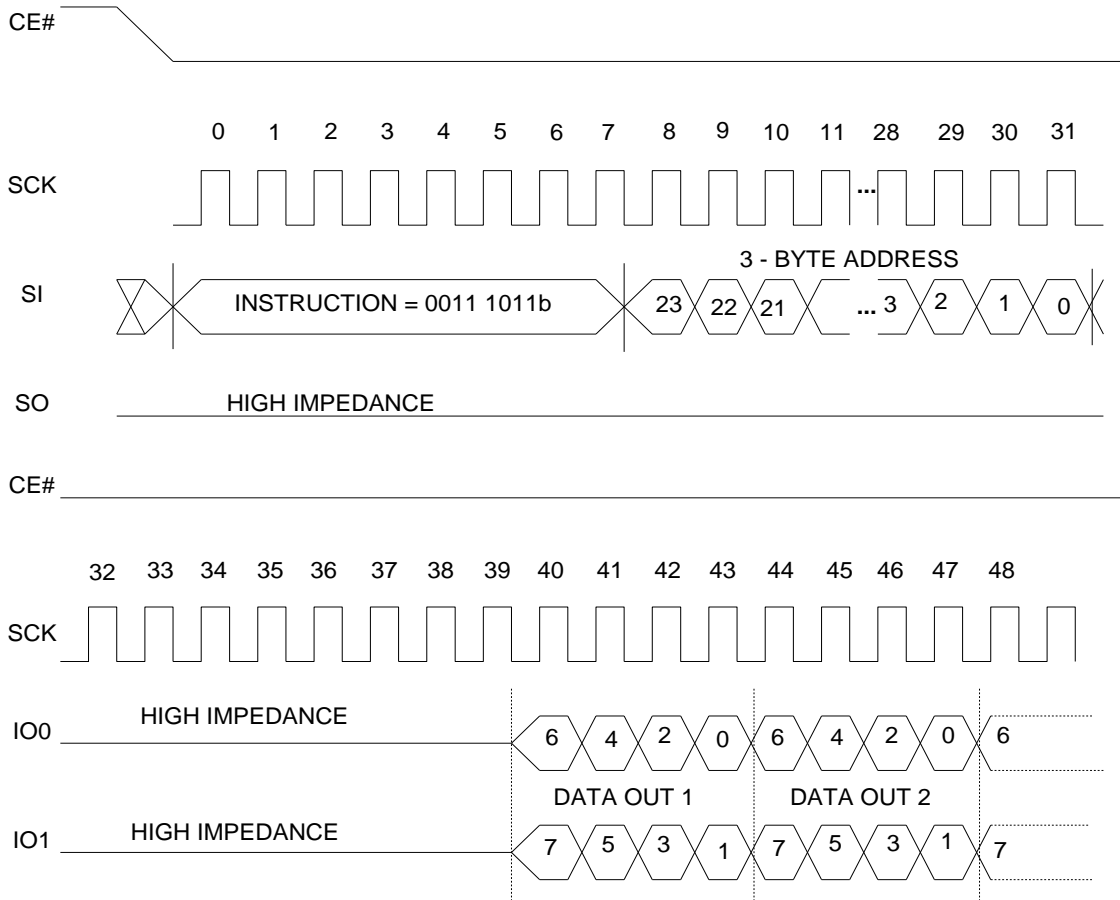 CE#
0 1 2 3 4 5 6 7 8 9 10 11 28 29 30 31
SCK ...
3 - BYTE ADDRESS
SI INSTRUCTION = 0011 1011b 23 22 21 ... 3 2 1 0
SO HIGH IMPEDANCE
CE#
32 33 34 35 36 37 38 39 40 41 42 43 44 45 46 47 48
SCK
HIGH IMPEDANCE
IO0 6 4 2 0 6 4 2 0 6
DATA OUT 1 DATA OUT 2
HIGH IMPEDANCE
IO1 7 5 3 1 7 5 3 1 7